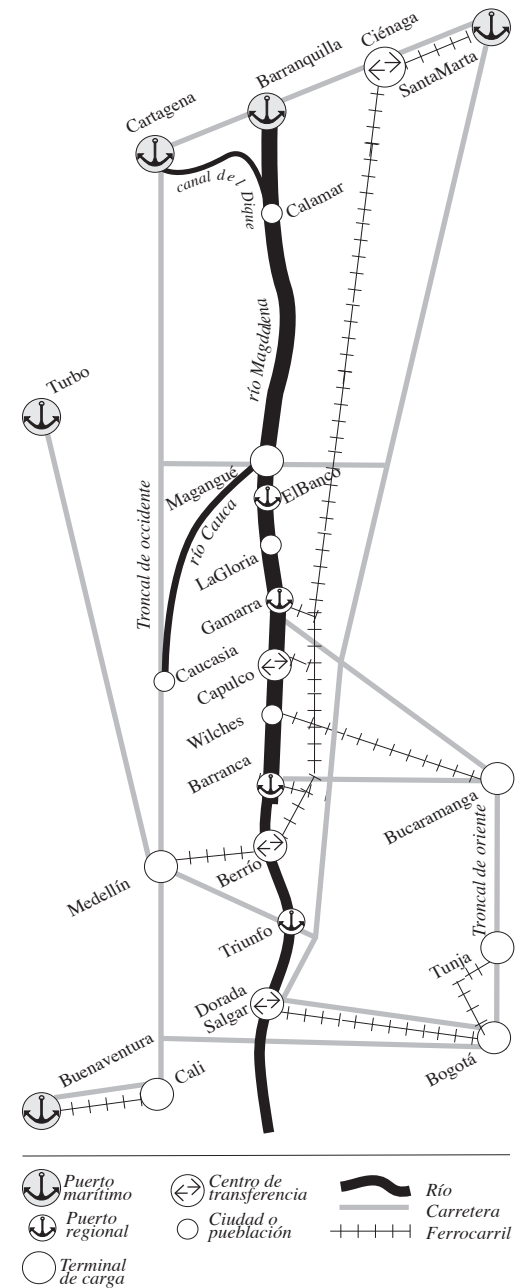 Ciénaga
Barranquilla
SantaMarta
Cartagena
canal del Dique
Calamar
río Magdalena
Turbo
Magangué
ElBanco
Troncal de occidente
río Cauca
LaGloria
Gamarra
Caucasia
Capulco
Wilches
Barranca
Bucaramanga
Berrío
Medellín
Troncal de oriente
Triunfo
Tunja
Dorada
Salgar
Buenaventura
Cali
Bogotá
Puerto
marítimo
Centro de
transferencia
Río
Puerto
regional
Ciudad o
pueblación
Carretera
Ferrocarril
Terminal
de carga